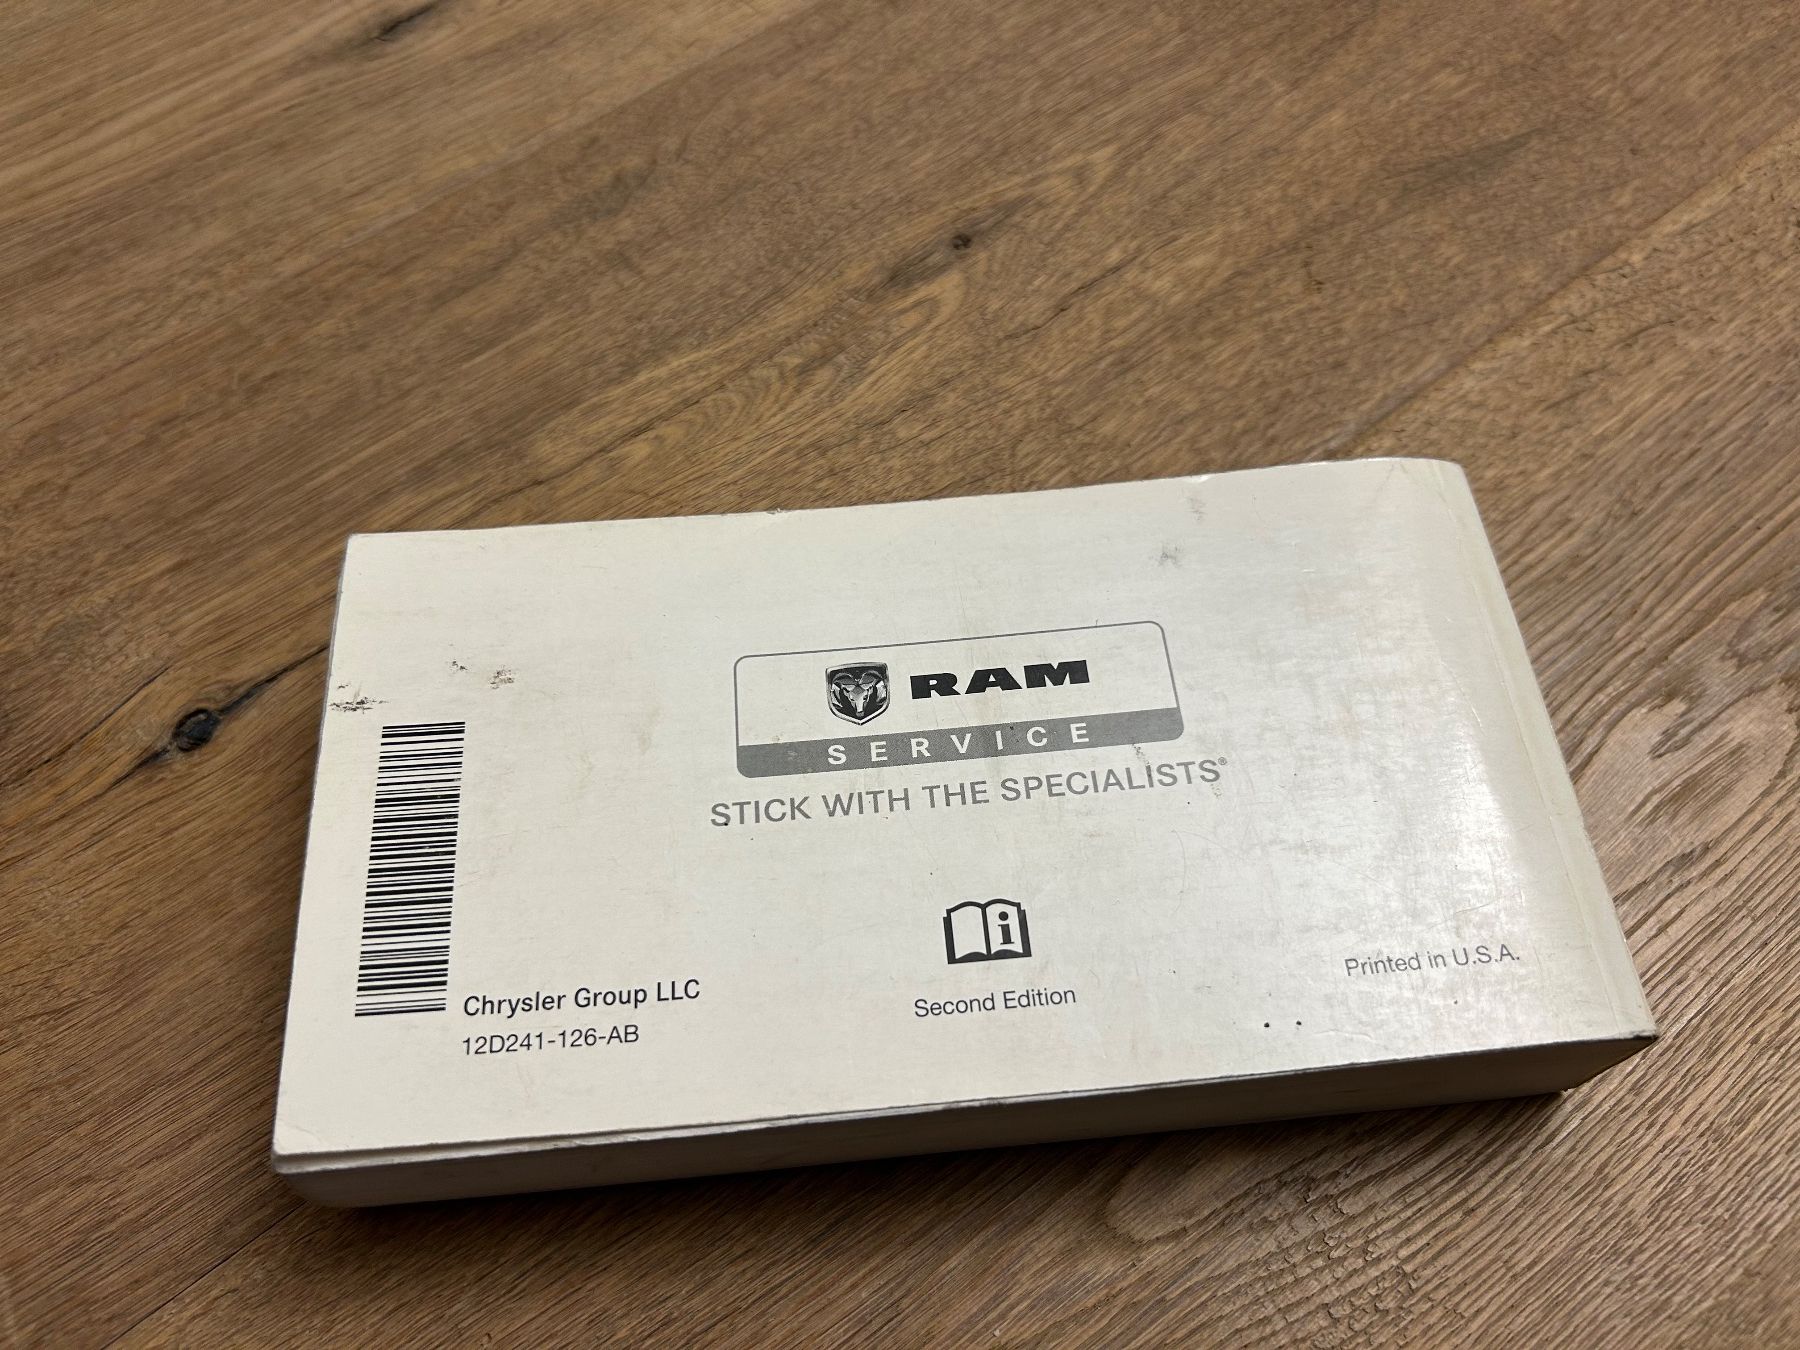 RAM
SERVICE
STICK WITH THE SPECIALISTS®
i
Chrysler Group LLC
12D241-126-AB
Second Edition
Printed in U.S.A.